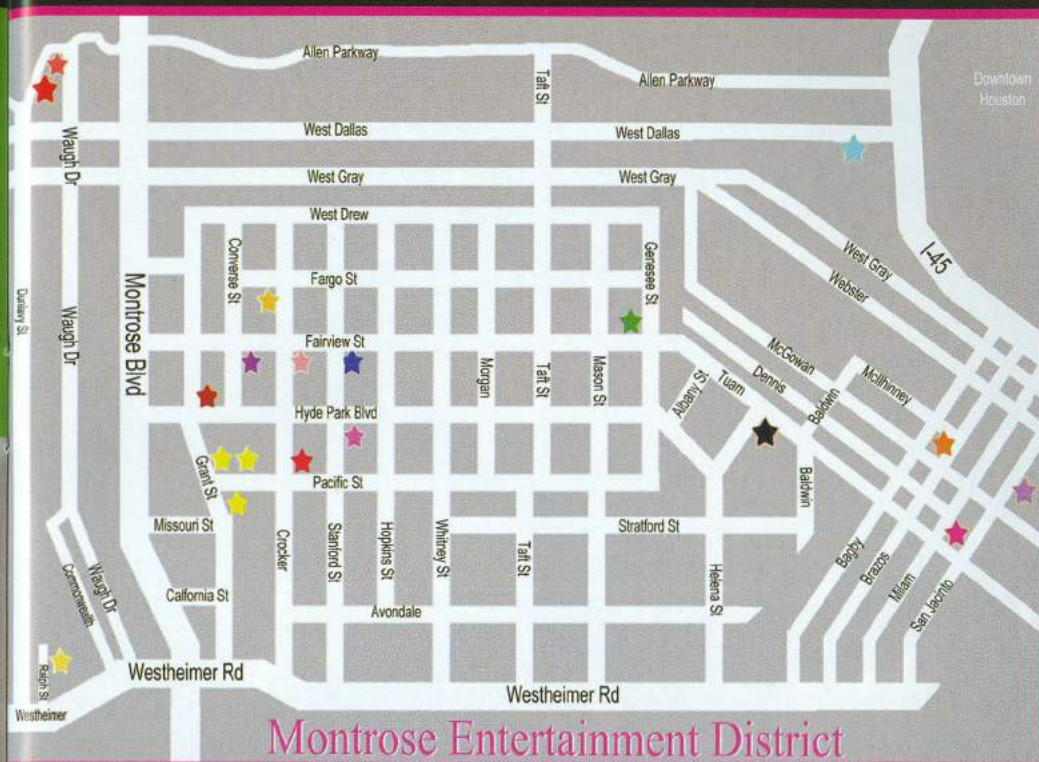 Allen Parkway
Taft St
Allen Parkway
Downtown
Houston
West Dallas
West Dallas
Waugh Dr
West Gray
West Gray
West Drew
Converse St
Genesee St
West Gray
I-45
Fargo St
Webster
Montrose Blvd
Dunlavy St
Waugh Dr
Fairview St
McGowan
McIlhinney
Morgan
Taft St
Mason St
Albany St
Tuam
Dennis
Baldwin
Hyde Park Blvd
Grant St
Pacific St
Baldwin
Missouri St
Crocker
Stanford St
Hopkins St
Whitney St
Taft St
Stratford St
Bagby
Brazos
Milam
San Jacinto
Commonwealth
Waugh Dr
Calfornia St
Avondale
Helena St
Ralph St
Westheimer Rd
Westheimer Rd
Westheimer
Montrose Entertainment District